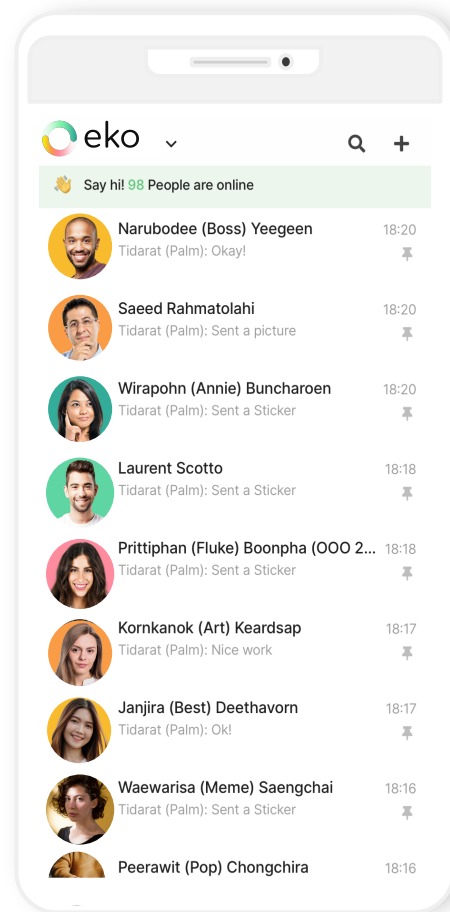 eko
Say hi! 98 People are online
Narubodee (Boss) Yeegeen 18:20
Tidarat (Palm): Okay!
Saeed Rahmatolahi 18:20
Tidarat (Palm): Sent a picture
Wirapohn (Annie) Buncharoen 18:20
Tidarat (Palm): Sent a Sticker
Laurent Scotto 18:18
Tidarat (Palm): Sent a Sticker
Prittiphan (Fluke) Boonpha (OOO 2... 18:18
Tidarat (Palm): Sent a Sticker
Kornkanok (Art) Keardsap 18:17
Tidarat (Palm): Nice work
Janjira (Best) Deethavorn 18:17
Tidarat (Palm): Ok!
Waewarisa (Meme) Saengchai 18:16
Tidarat (Palm): Sent a Sticker
Peerawit (Pop) Chongchira 18:16